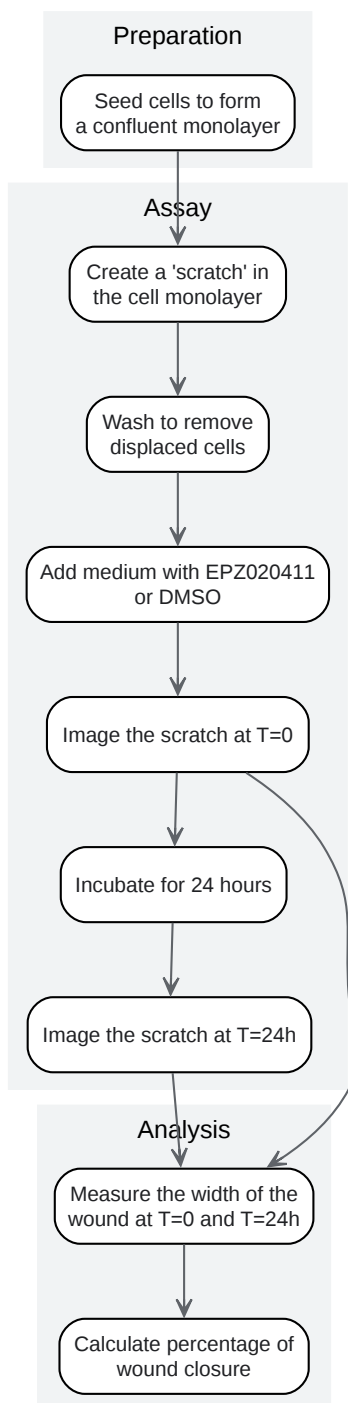 Preparation
Seed cells to form
a confluent monolayer
Assay
Create a 'scratch' in
the cell monolayer
Wash to remove
displaced cells
Add medium with EPZ020411
or DMSO
Image the scratch at T=0
Incubate for 24 hours
Image the scratch at T=24h
Analysis
Measure the width of the
wound at T=0 and T=24h
Calculate percentage of
wound closure